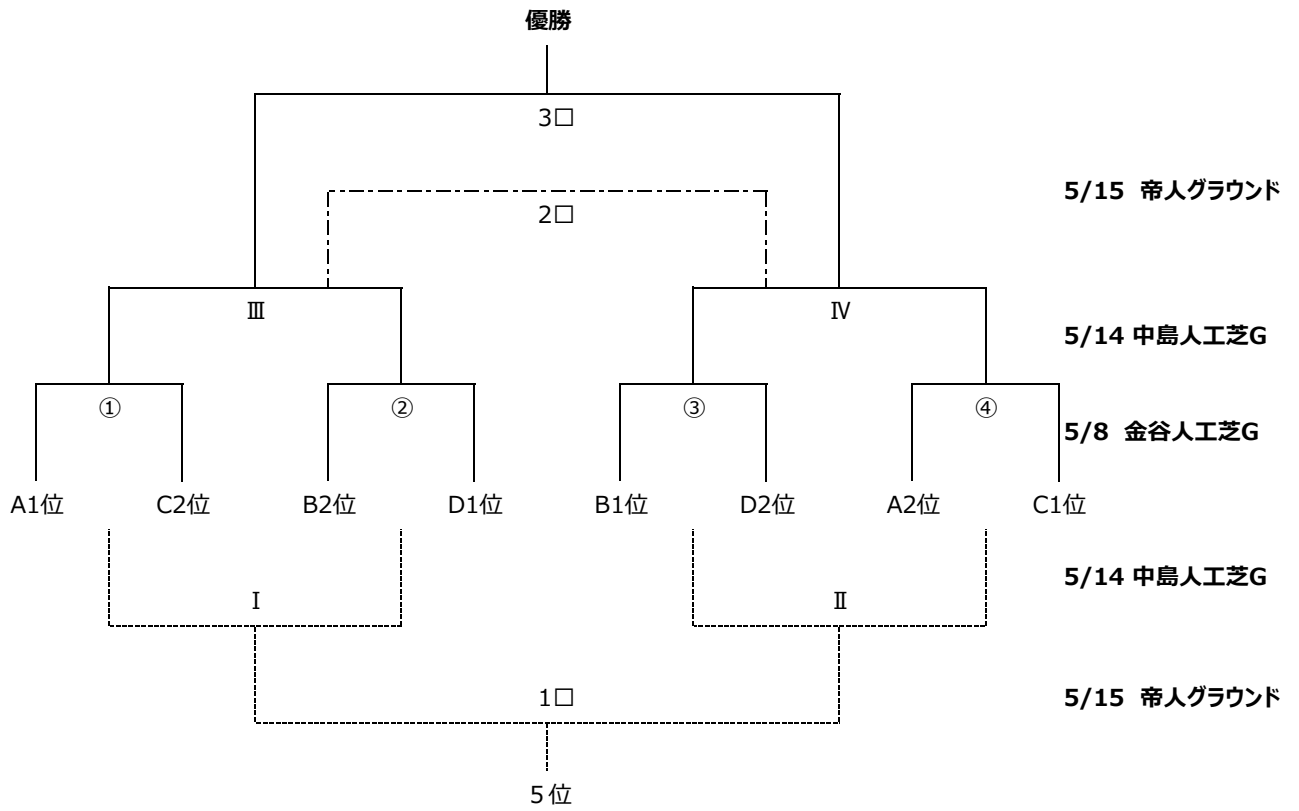 優勝
3□
5/15 帝人グラウンド
2□
Ⅲ
Ⅳ
5/14 中島人工芝G
①
②
③
④
5/8 金谷人工芝G
A1位
C2位
B2位
D1位
B1位
D2位
A2位
C1位
5/14 中島人工芝G
Ⅰ
Ⅱ
1□
5/15 帝人グラウンド
５位